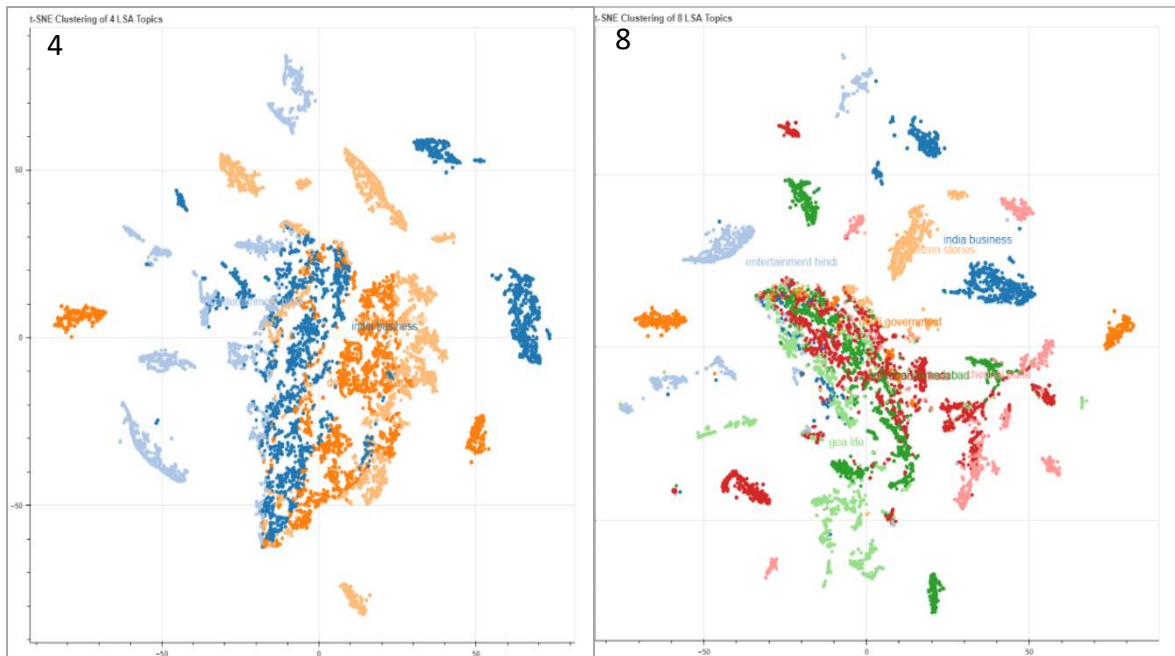 t-SNE Clustering of 4 LSA Topics
4
50
0
−50
−50
0
50
india business
t-SNE Clustering of 8 LSA Topics
8
india business
stories
entertainment hindi
government
goa life
−50
0
50